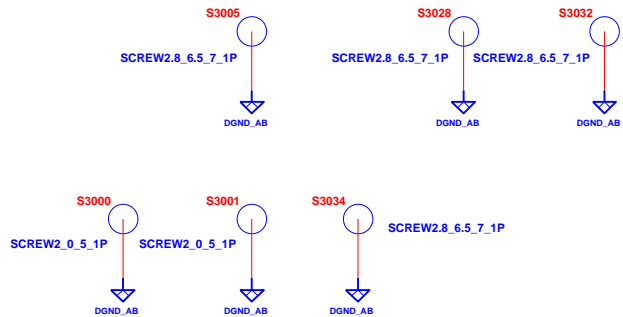 S3005
S3028
S3032
SCREW2.8_6.5_7_1P
SCREW2.8_6.5_7_1P
SCREW2.8_6.5_7_1P
DGND_AB
DGND_AB
DGND_AB
S3000
S3001
S3034
SCREW2.8_6.5_7_1P
SCREW2_0_5_1P
SCREW2_0_5_1P
DGND_AB
DGND_AB
DGND_AB